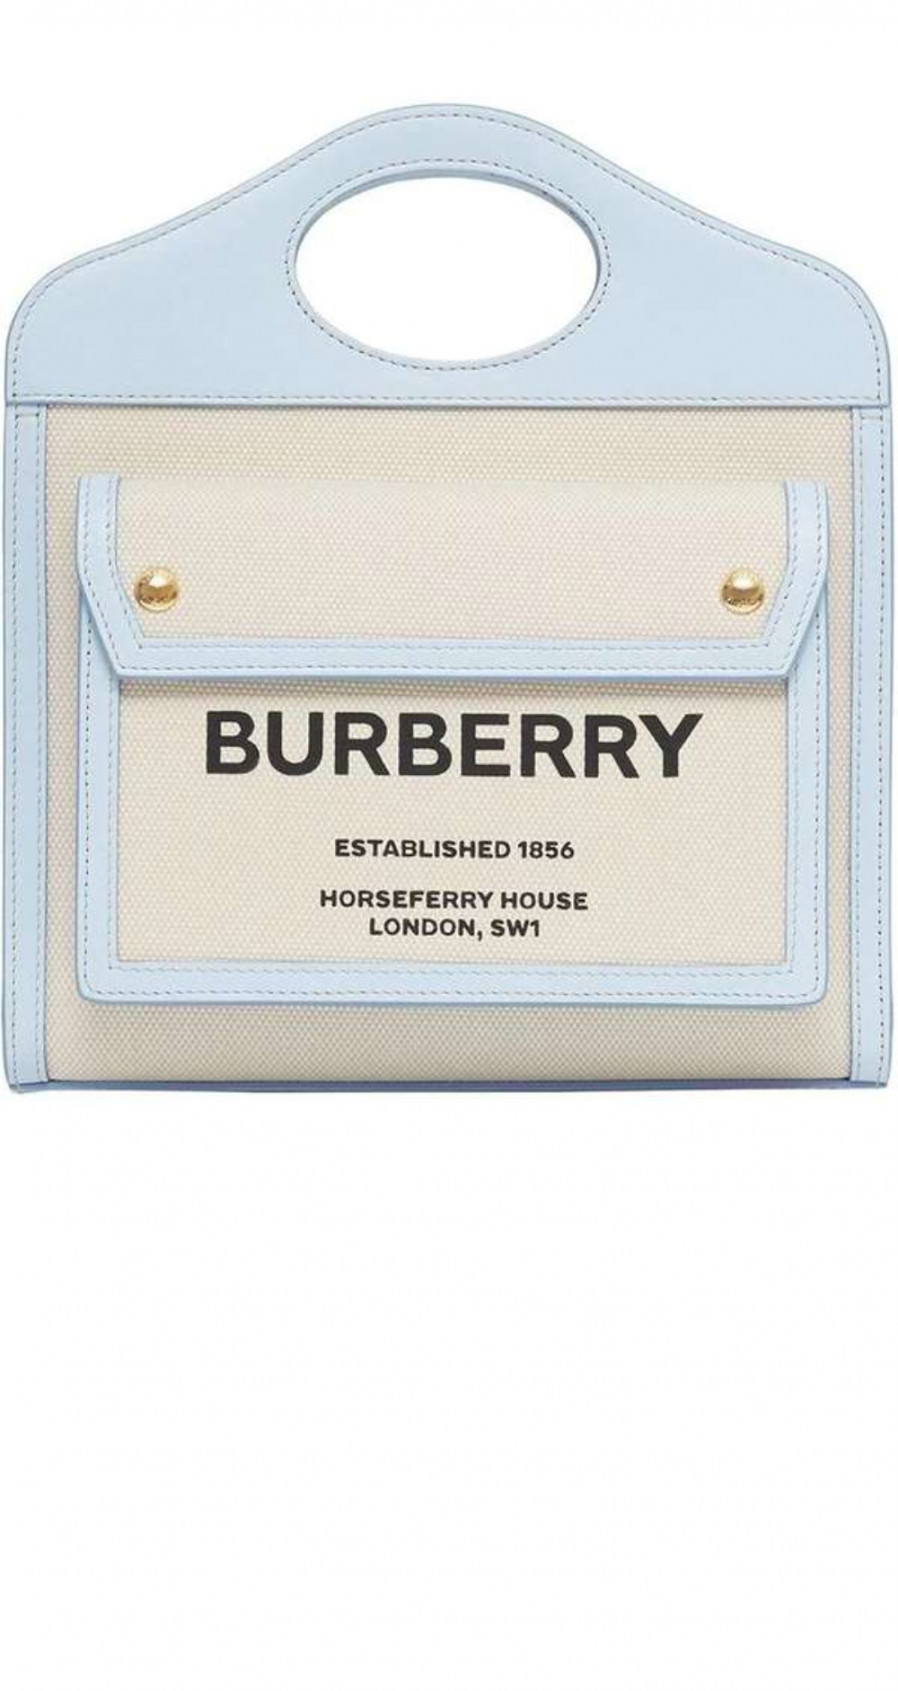 BURBERRY
ESTABLISHED 1856
HORSEFERRY HOUSE
LONDON, SW1